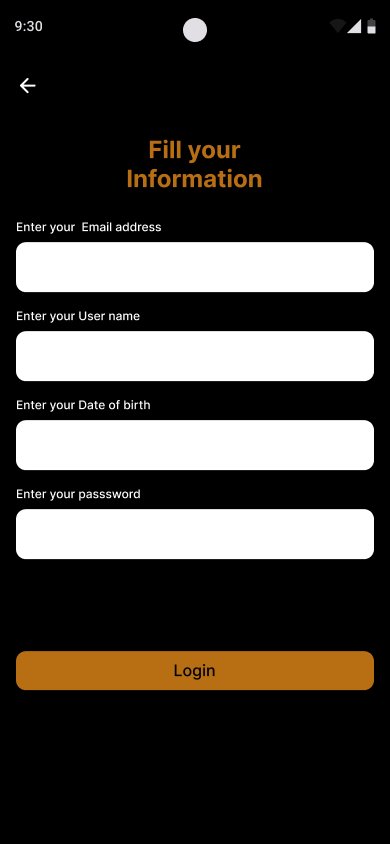 9:30
Fill your
Information
Enter your  Email address
Enter your User name
Enter your Date of birth
Enter your passsword
Login